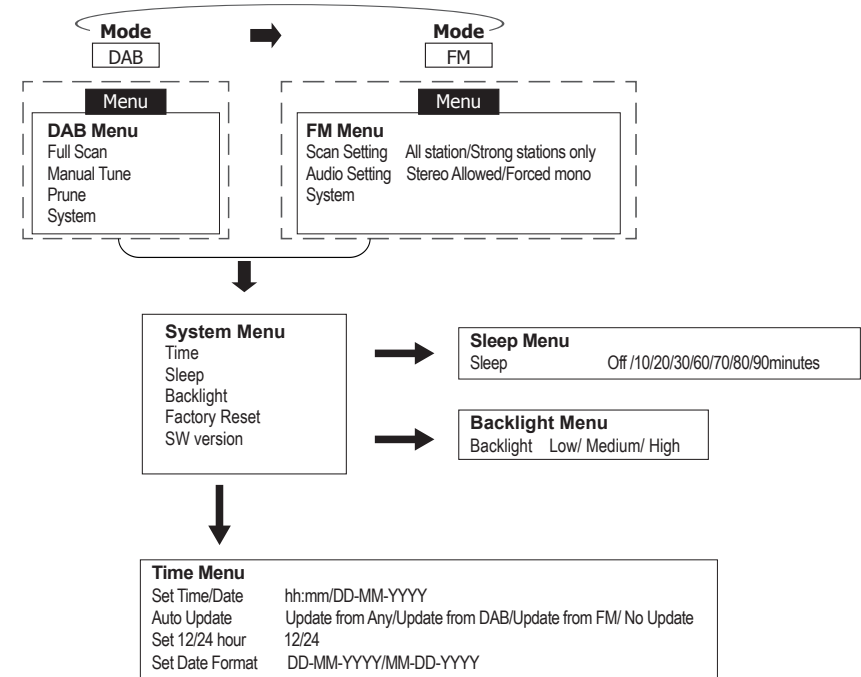 Mode
DAB
Mode
FM
Menu
DAB Menu
Full Scan
Manual Tune
Prune
System
Menu
FM Menu
Scan Setting All station/Strong stations only
Audio Setting Stereo Allowed/Forced mono
System
System Menu
Time
Sleep
Backlight
Factory Reset
SW version
Sleep Menu
Sleep Off /10/20/30/60/70/80/90minutes
Backlight Menu
Backlight Low/ Medium/ High
Time Menu
Set Time/Date hh:mm/DD-MM-YYYY
Auto Update Update from Any/Update from DAB/Update from FM/ No Update
Set 12/24 hour 12/24
Set Date Format DD-MM-YYYY/MM-DD-YYYY